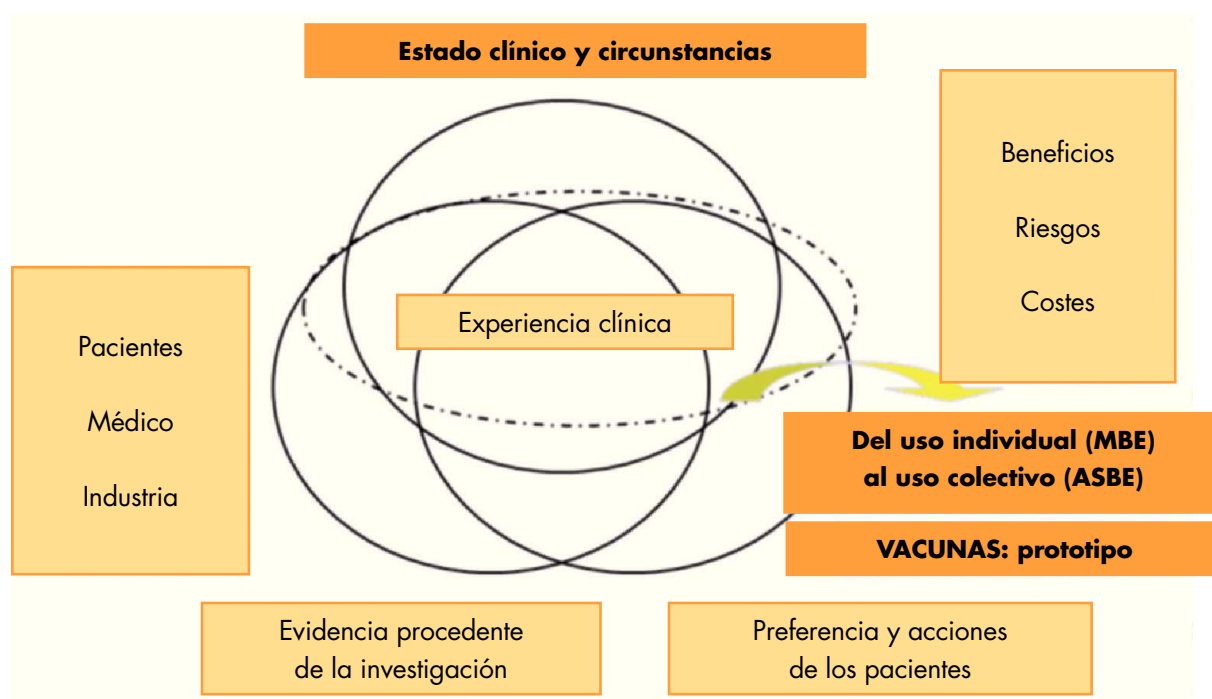 Estado clínico y circunstancias
Beneficios
Riesgos
Costes
Experiencia clínica
Pacientes
Médico
Industria
Del uso individual (MBE)
al uso colectivo (ASBE)
VACUNAS: prototipo
Evidencia procedente
de la investigación
Preferencia y acciones
de los pacientes